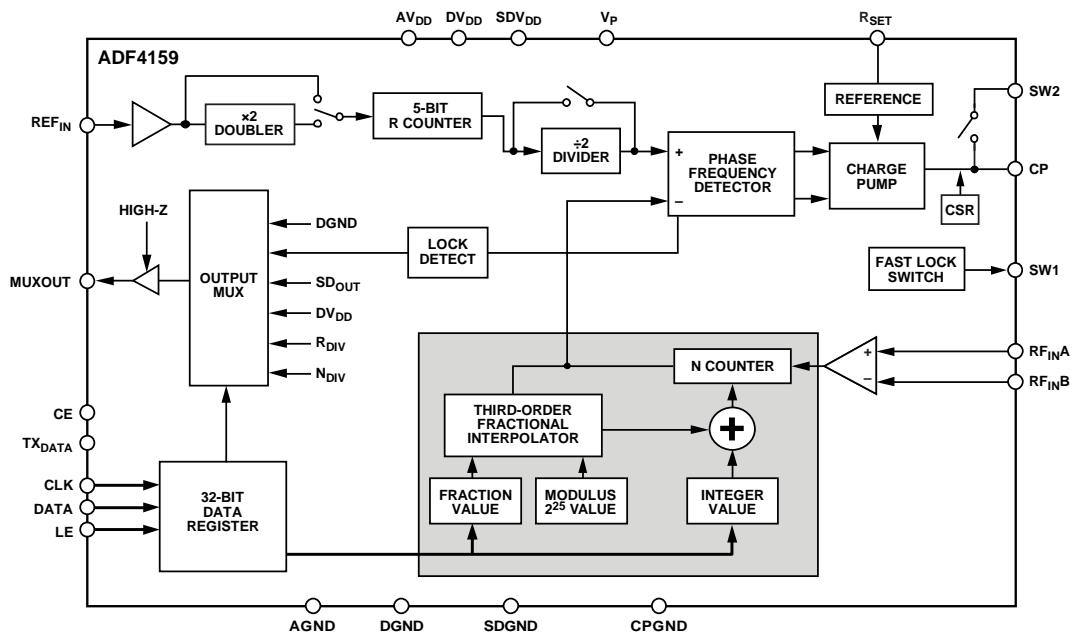 AVDD
DVDD
SDVDD
VP
RSET
ADF4159
REFIN
×2
DOUBLER
5-BIT
R COUNTER
÷2
DIVIDER
+
–
PHASE
FREQUENCY
DETECTOR
REFERENCE
CHARGE
PUMP
CSR
SW2
CP
HIGH-Z
MUXOUT
OUTPUT
MUX
DGND
LOCK
DETECT
SDOUT
DVDD
RDIV
NDIV
FAST LOCK
SWITCH
SW1
N COUNTER
+
–
RFINA
RFINB
THIRD-ORDER
FRACTIONAL
INTERPOLATOR
+
CE
TXDATA
CLK
DATA
LE
32-BIT
DATA
REGISTER
FRACTION
VALUE
MODULUS
2²⁵ VALUE
INTEGER
VALUE
AGND
DGND
SDGND
CPGND